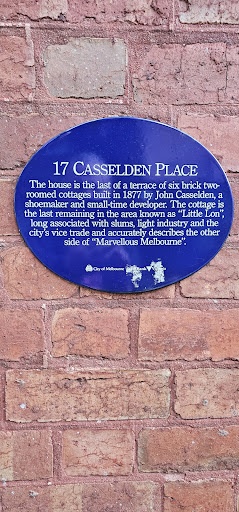 17 CASSELDEN PLACE
The house is the last of a terrace of six brick two-
roomed cottages built in 1877 by John Casselden, a
shoemaker and small-time developer. The cottage is
the last remaining in the area known as “Little Lon”,
long associated with slums, light industry and the
city's vice trade and accurately describes the other
side of “Marvellous Melbourne”.
City of Melbourne